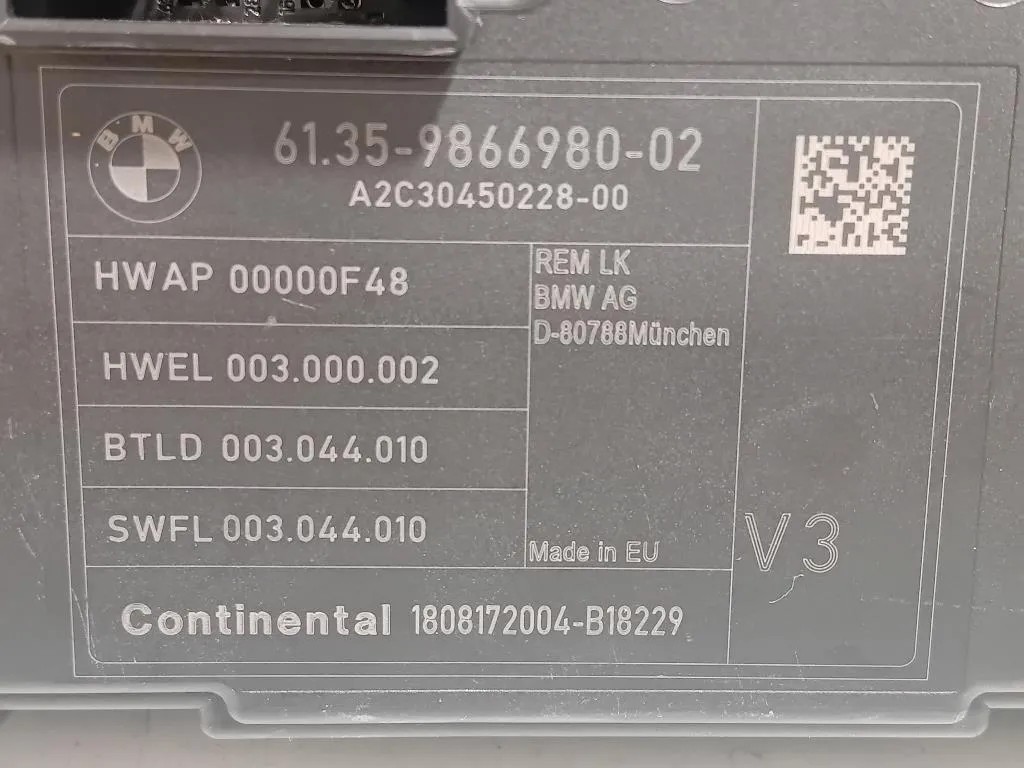 BMW
61.35-9866980-02
A2C30450228-00
HWAP 00000F48
REM LK
BMW AG
D-80788München
HWEL 003.000.002
BTLD 003.044.010
SWFL 003.044.010
Made in EU
V3
Continental 1808172004-B18229